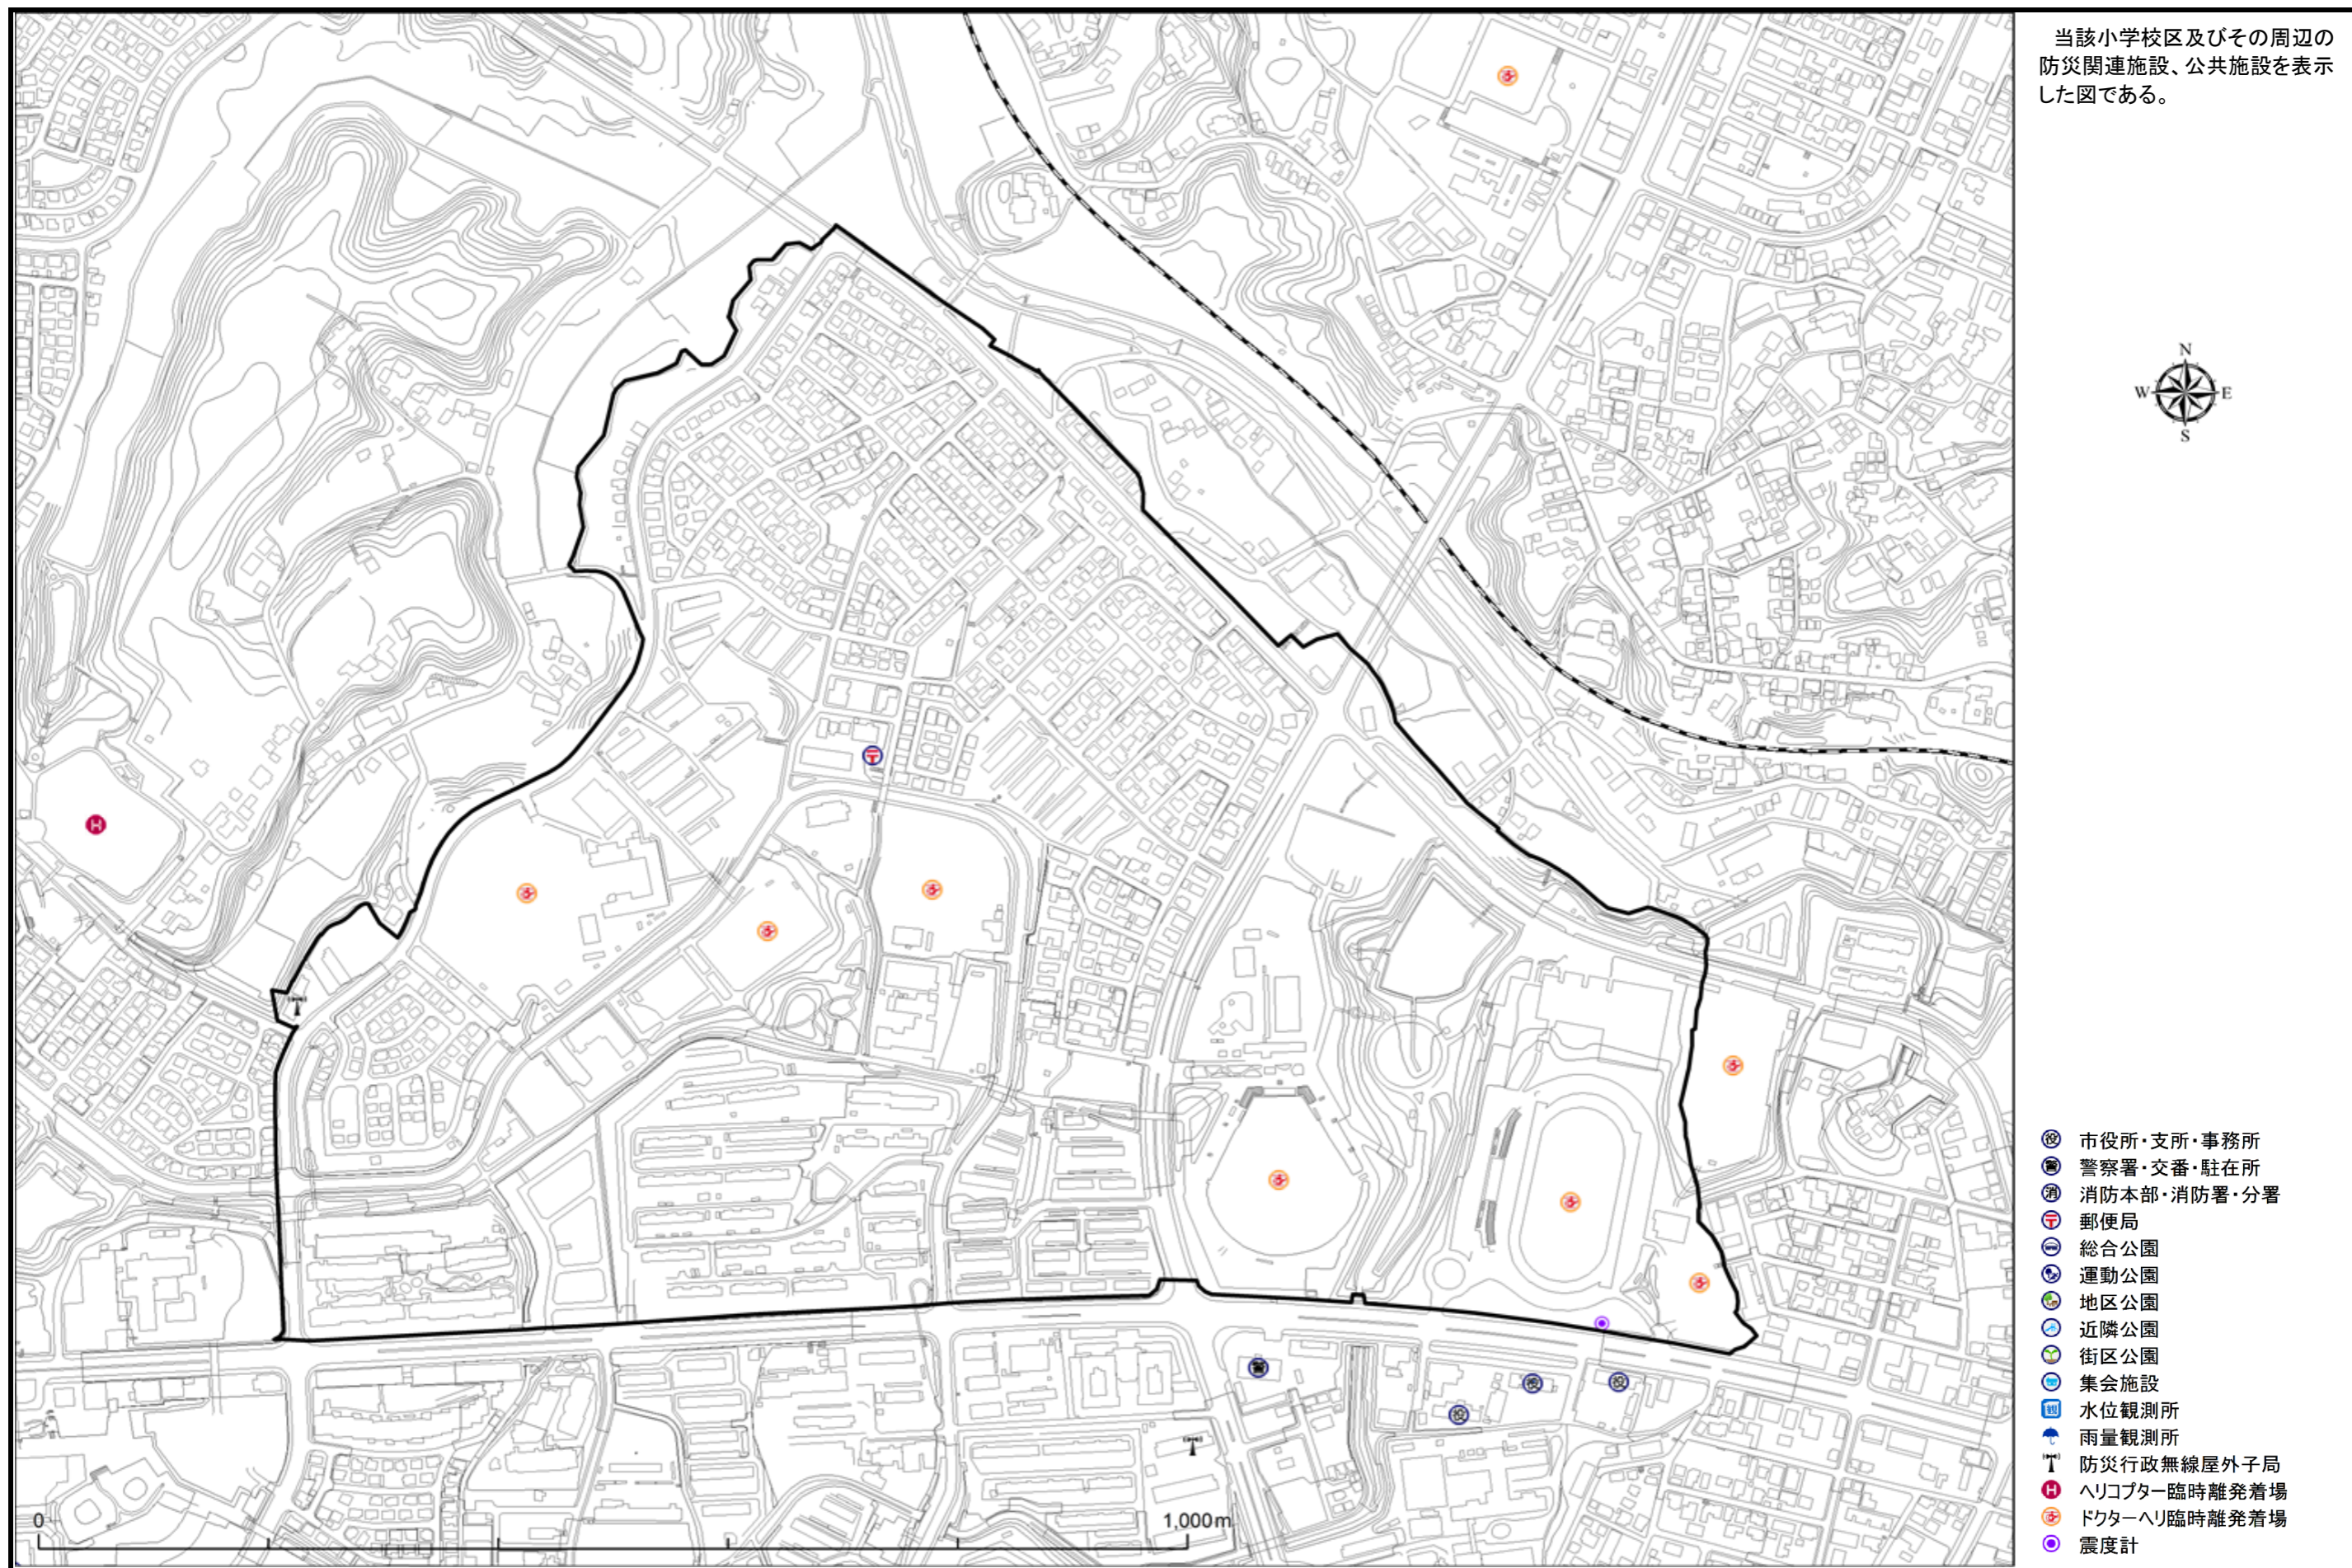 当該小学校区及びその周辺の
防災関連施設、公共施設を表示
した図である。
N
W E
S
市役所・支所・事務所
警察署・交番・駐在所
消防本部・消防署・分署
郵便局
総合公園
運動公園
地区公園
近隣公園
街区公園
集会施設
水位観測所
雨量観測所
防災行政無線屋外子局
ヘリコプター臨時離発着場
ドクターヘリ臨時離発着場
震度計
0 1,000m